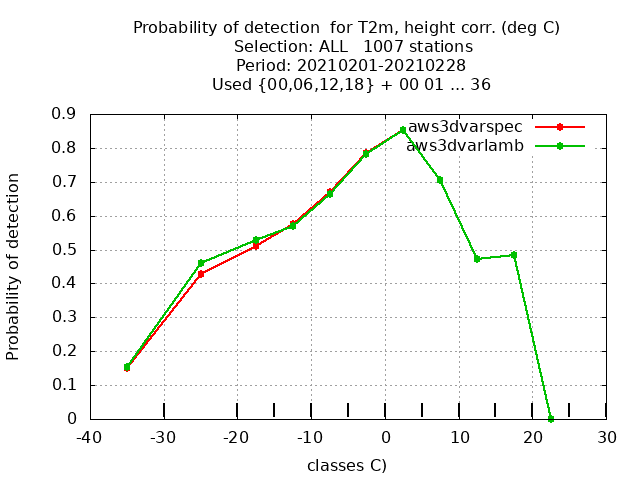 Probability of detection  for T2m, height corr. (deg C)
Selection: ALL   1007 stations
Period: 20210201-20210228
Used {00,06,12,18} + 00 01 ... 36
Probability of detection
0.9
0.8
0.7
0.6
0.5
0.4
0.3
0.2
0.1
0
aws3dvarspec
aws3dvarlamb
-40 -30 -20 -10 0 10 20 30
classes C)